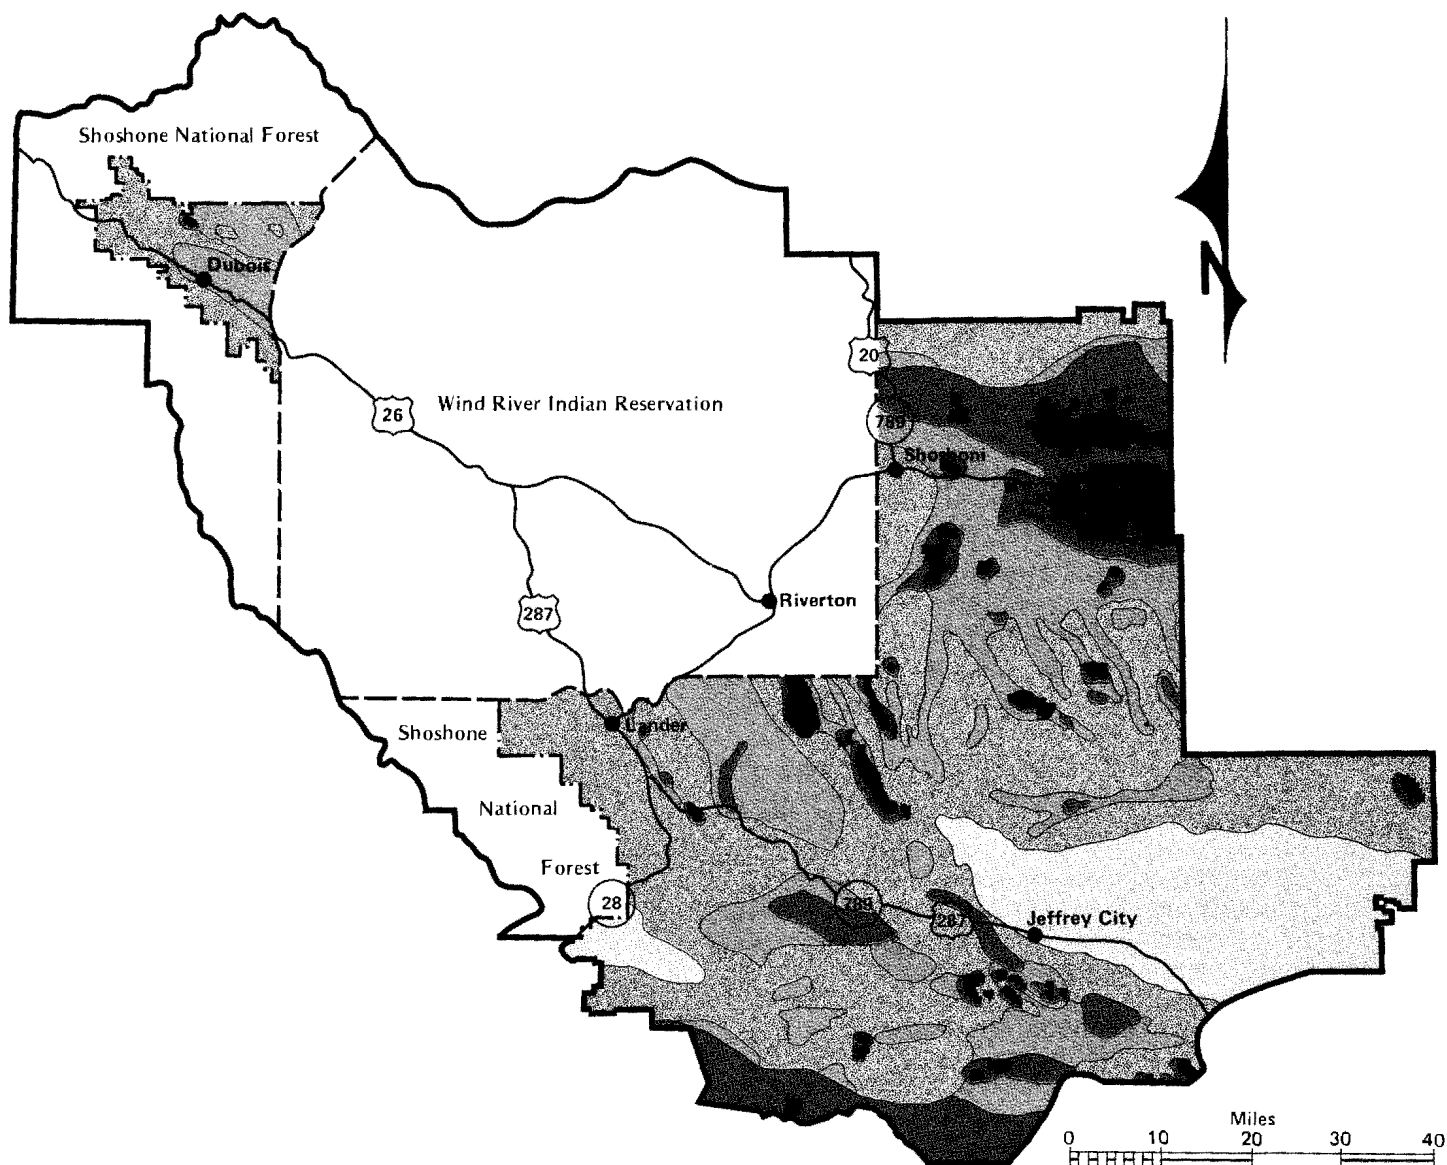 Shoshone National Forest
N
Dubois
20
26
Wind River Indian Reservation
789
Shoshoni
287
Riverton
Shoshone
Lander
National
Forest
28
789
287
Jeffrey City
Miles
0 10 20 30 40